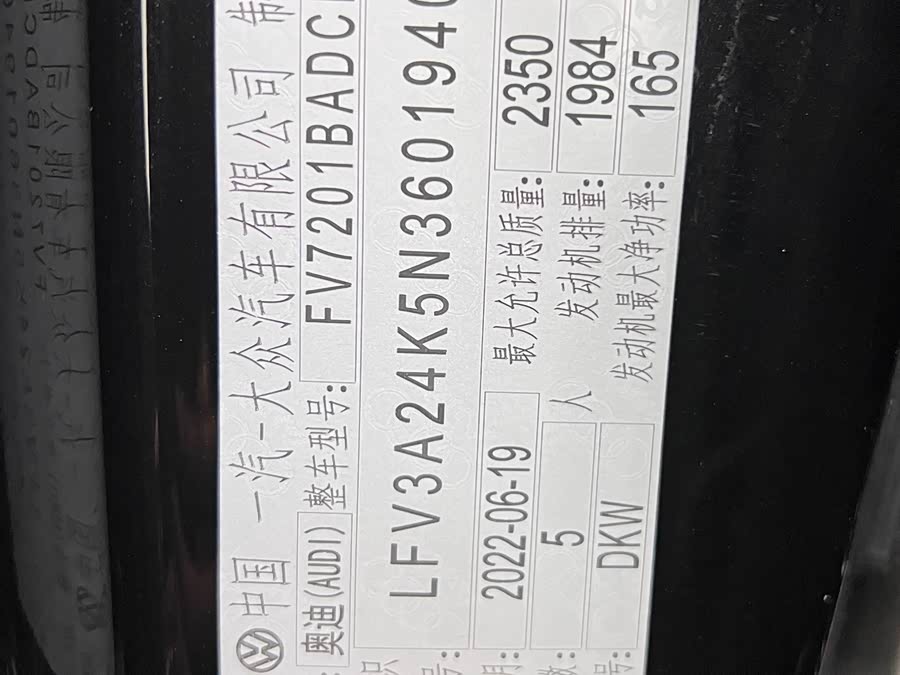 中国 一汽-大众汽车有限公司 制
奥迪(AUDI) 整车型号: FV7201BADC
LFV3A24K5N360194
2022-06-19 最大允许总质量: 2350
5 人 发动机排量: 1984
DKW 发动机最大净功率: 165